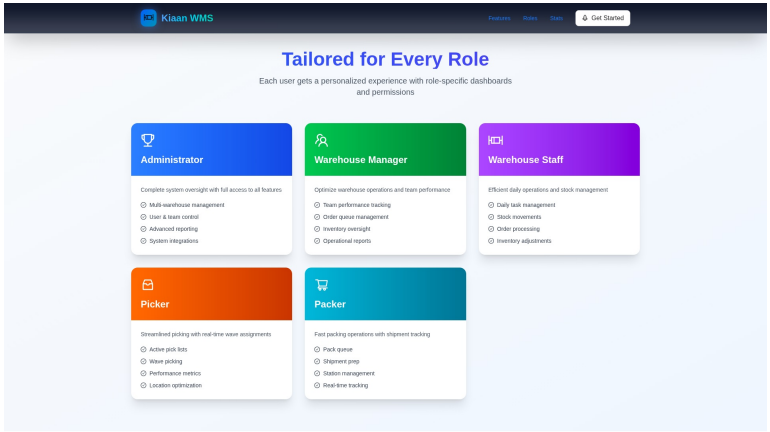 Kiaan WMS
Features Roles Stats Get Started
Tailored for Every Role
Each user gets a personalized experience with role-specific dashboards
and permissions
Administrator
Complete system oversight with full access to all features
Multi-warehouse management
User & team control
Advanced reporting
System integrations
Warehouse Manager
Optimize warehouse operations and team performance
Team performance tracking
Order queue management
Inventory oversight
Operational reports
Warehouse Staff
Efficient daily operations and stock management
Daily task management
Stock movements
Order processing
Inventory adjustments
Picker
Streamlined picking with real-time wave assignments
Active pick lists
Wave picking
Performance metrics
Location optimization
Packer
Fast packing operations with shipment tracking
Pack queue
Shipment prep
Station management
Real-time tracking